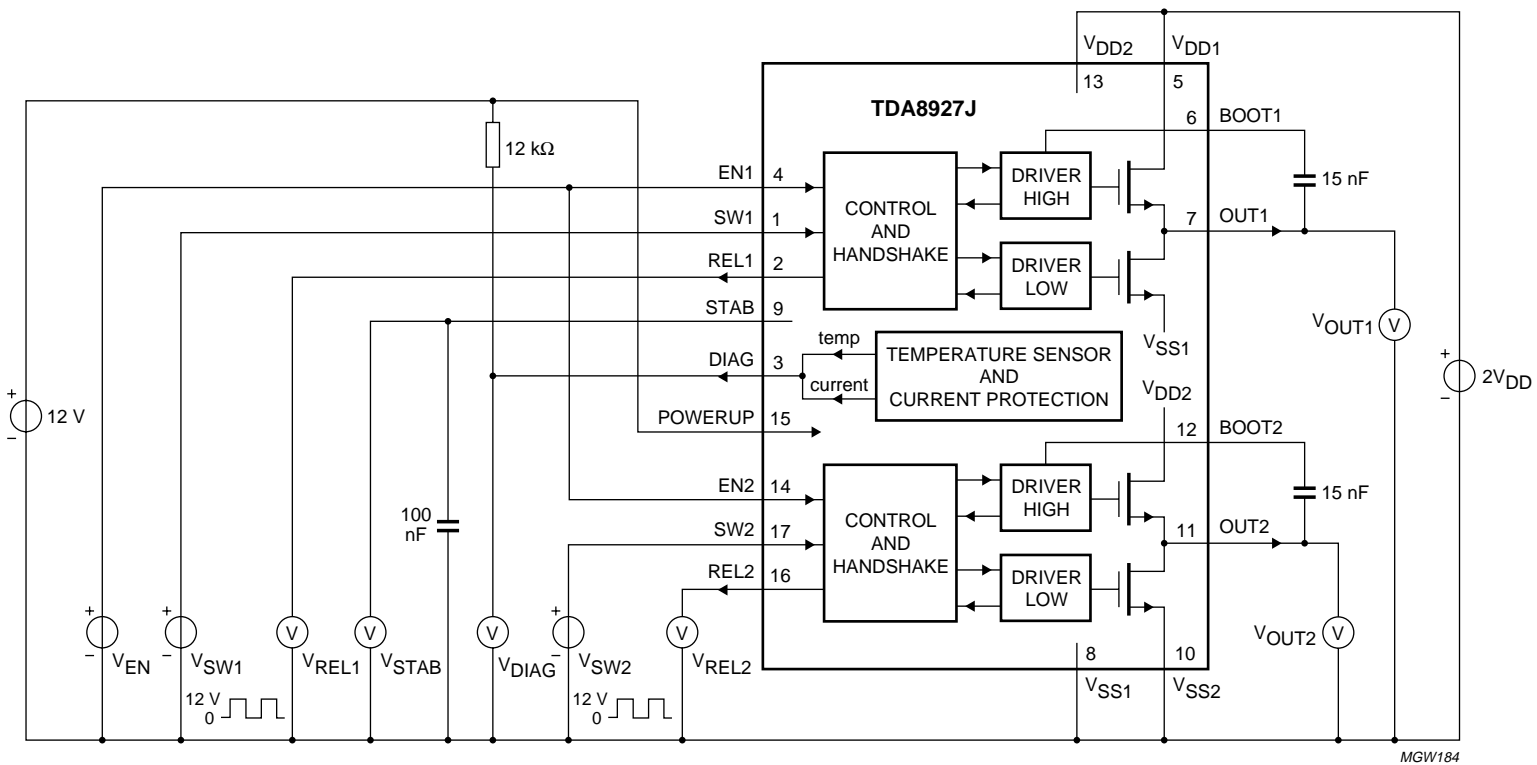 VDD2
VDD1
13
5
TDA8927J
6
BOOT1
12 kΩ
EN1
4
DRIVER
HIGH
15 nF
CONTROL
AND
HANDSHAKE
SW1
1
7
OUT1
REL1
2
DRIVER
LOW
STAB
9
VOUT1
V
VSS1
temp
DIAG
3
current
TEMPERATURE SENSOR
AND
CURRENT PROTECTION
+
2VDD
−
+
12 V
−
VDD2
POWERUP
15
12
BOOT2
EN2
14
DRIVER
HIGH
15 nF
100
nF
CONTROL
AND
HANDSHAKE
SW2
17
11
OUT2
REL2
16
DRIVER
LOW
+
−
VEN
+
−
VSW1
V
VREL1
V
VSTAB
V
VDIAG
+
−
VSW2
V
VREL2
VOUT2
V
8
10
VSS1
VSS2
12 V
0
12 V
0
MGW184